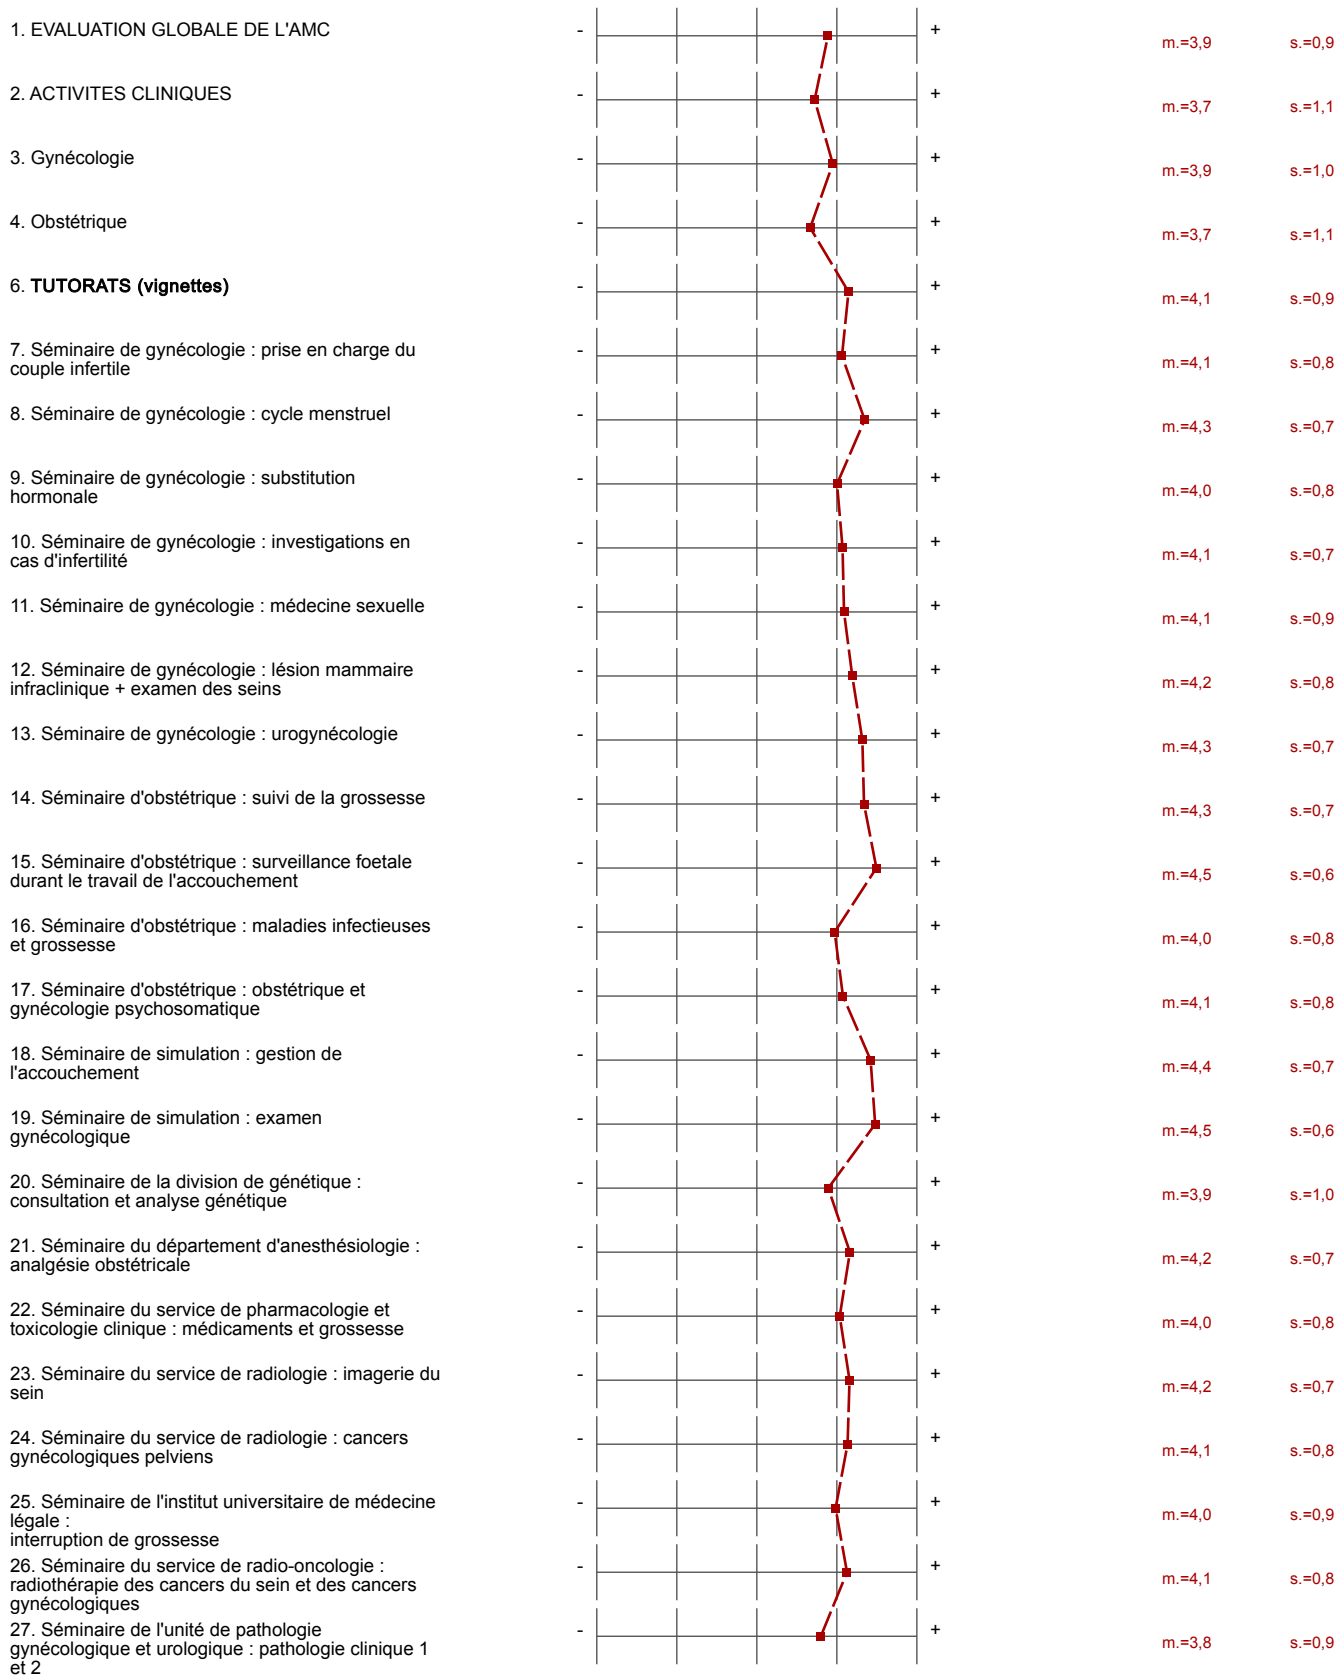 1. EVALUATION GLOBALE DE L'AMC - + m.=3,9 s.=0,9
2. ACTIVITES CLINIQUES - + m.=3,7 s.=1,1
3. Gynécologie - + m.=3,9 s.=1,0
4. Obstétrique - + m.=3,7 s.=1,1
6. TUTORATS (vignettes) - + m.=4,1 s.=0,9
7. Séminaire de gynécologie : prise en charge du
couple infertile - + m.=4,1 s.=0,8
8. Séminaire de gynécologie : cycle menstruel - + m.=4,3 s.=0,7
9. Séminaire de gynécologie : substitution
hormonale - + m.=4,0 s.=0,8
10. Séminaire de gynécologie : investigations en
cas d'infertilité - + m.=4,1 s.=0,7
11. Séminaire de gynécologie : médecine sexuelle - + m.=4,1 s.=0,9
12. Séminaire de gynécologie : lésion mammaire
infraclinique + examen des seins - + m.=4,2 s.=0,8
13. Séminaire de gynécologie : urogynécologie - + m.=4,3 s.=0,7
14. Séminaire d'obstétrique : suivi de la grossesse - + m.=4,3 s.=0,7
15. Séminaire d'obstétrique : surveillance foetale
durant le travail de l'accouchement - + m.=4,5 s.=0,6
16. Séminaire d'obstétrique : maladies infectieuses
et grossesse - + m.=4,0 s.=0,8
17. Séminaire d'obstétrique : obstétrique et
gynécologie psychosomatique - + m.=4,1 s.=0,8
18. Séminaire de simulation : gestion de
l'accouchement - + m.=4,4 s.=0,7
19. Séminaire de simulation : examen
gynécologique - + m.=4,5 s.=0,6
20. Séminaire de la division de génétique :
consultation et analyse génétique - + m.=3,9 s.=1,0
21. Séminaire du département d'anesthésiologie :
analgésie obstétricale - + m.=4,2 s.=0,7
22. Séminaire du service de pharmacologie et
toxicologie clinique : médicaments et grossesse - + m.=4,0 s.=0,8
23. Séminaire du service de radiologie : imagerie du
sein - + m.=4,2 s.=0,7
24. Séminaire du service de radiologie : cancers
gynécologiques pelviens - + m.=4,1 s.=0,8
25. Séminaire de l'institut universitaire de médecine
légale : - + m.=4,0 s.=0,9
interruption de grossesse
26. Séminaire du service de radio-oncologie :
radiothérapie des cancers du sein et des cancers - + m.=4,1 s.=0,8
gynécologiques
27. Séminaire de l'unité de pathologie
gynécologique et urologique : pathologie clinique 1 - + m.=3,8 s.=0,9
et 2